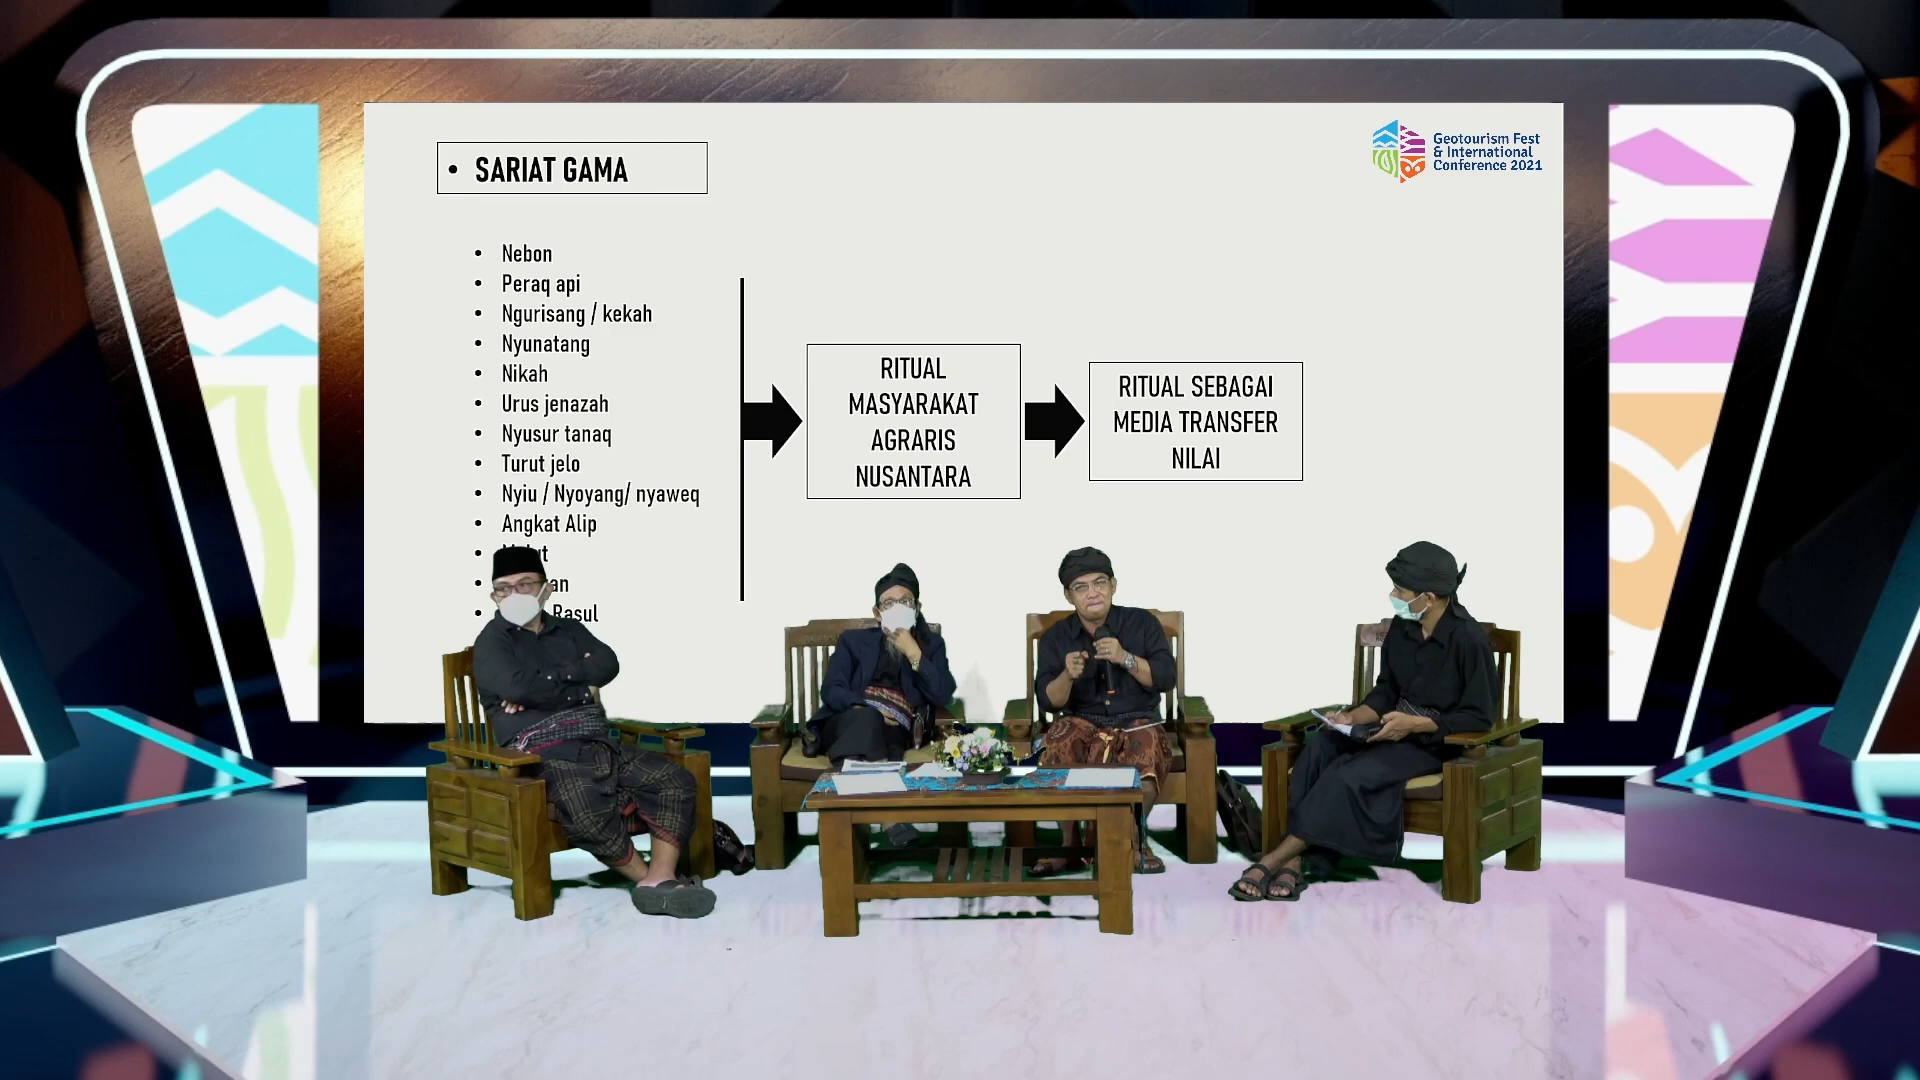 • SARIAT GAMA
Geotourism Fest
& International
Conference 2021
• Nebon
• Peraq api
• Ngurisang / kekah
• Nyunatang
• Nikah
• Urus jenazah
• Nyusur tanaq
• Turut jelo
• Nyiu / Nyoyang/ nyaweq
• Angkat Alip
•
•
• Rasul
RITUAL
MASYARAKAT
AGRARIS
NUSANTARA
RITUAL SEBAGAI
MEDIA TRANSFER
NILAI